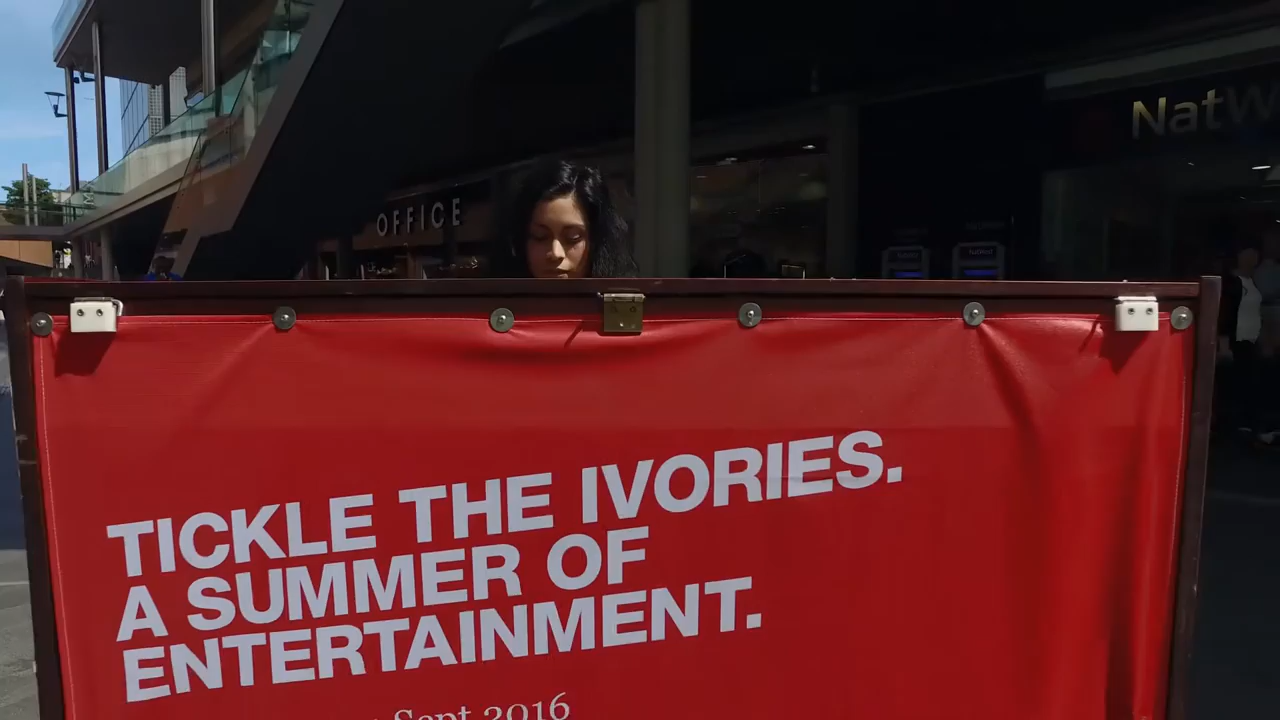 OFFICE
NatW
TICKLE THE IVORIES.
A SUMMER OF
ENTERTAINMENT.
Sept 2016